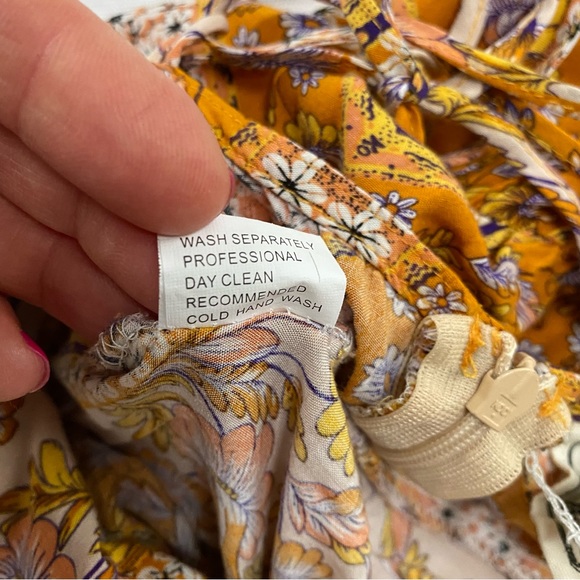 WASH SEPARATELY
PROFESSIONAL
DAY CLEAN
RECOMMENDED
COLD HAND WASH